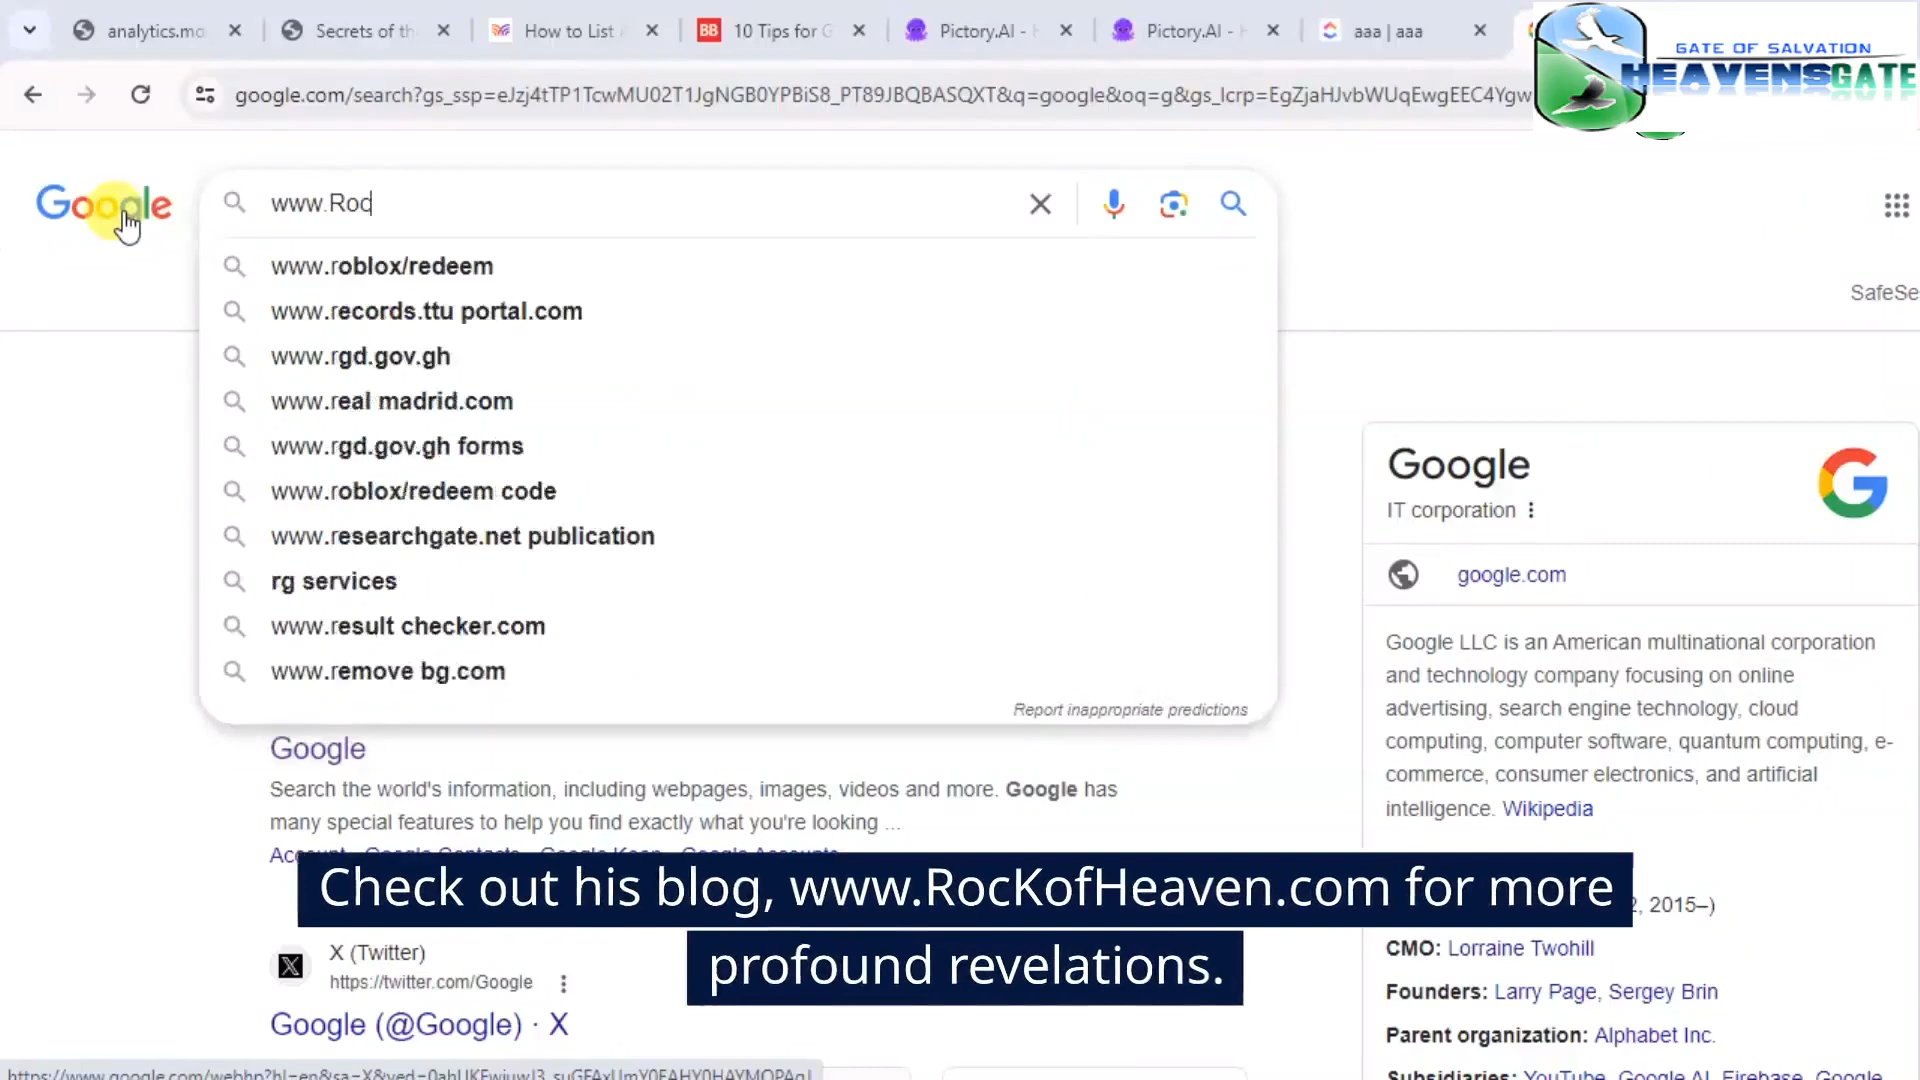 analytics.mo
Secrets of th
How to List
BB 10 Tips for G
Pictory.AI -
Pictory.AI -
aaa | aaa
GATE OF SALVATION
HEAVENSGATE
google.com/search?gs_ssp=eJzj4tTP1TcwMU02T1JgNGB0YPBiS8_PT89JBQBASQXT&q=google&oq=g&gs_lcrp=EgZjaHJvbWUqEwgEEC4Ygw
Google
www.Roc
www.roblox/redeem
www.records.ttu portal.com
www.rgd.gov.gh
www.real madrid.com
www.rgd.gov.gh forms
www.roblox/redeem code
www.researchgate.net publication
rg services
www.result checker.com
www.remove bg.com
Report inappropriate predictions
SafeSe
Google
Search the world's information, including webpages, images, videos and more. Google has
many special features to help you find exactly what you're looking ...
Check out his blog, www.RocKofHeaven.com for more
profound revelations.
X (Twitter)
https://twitter.com/Google
Google (@Google) · X
Google
IT corporation
google.com
Google LLC is an American multinational corporation
and technology company focusing on online
advertising, search engine technology, cloud
computing, computer software, quantum computing, e-
commerce, consumer electronics, and artificial
intelligence. Wikipedia
2, 2015–)
CMO: Lorraine Twohill
Founders: Larry Page, Sergey Brin
Parent organization: Alphabet Inc.
Subsidiaries: YouTube, Google AI, Firebase, Google